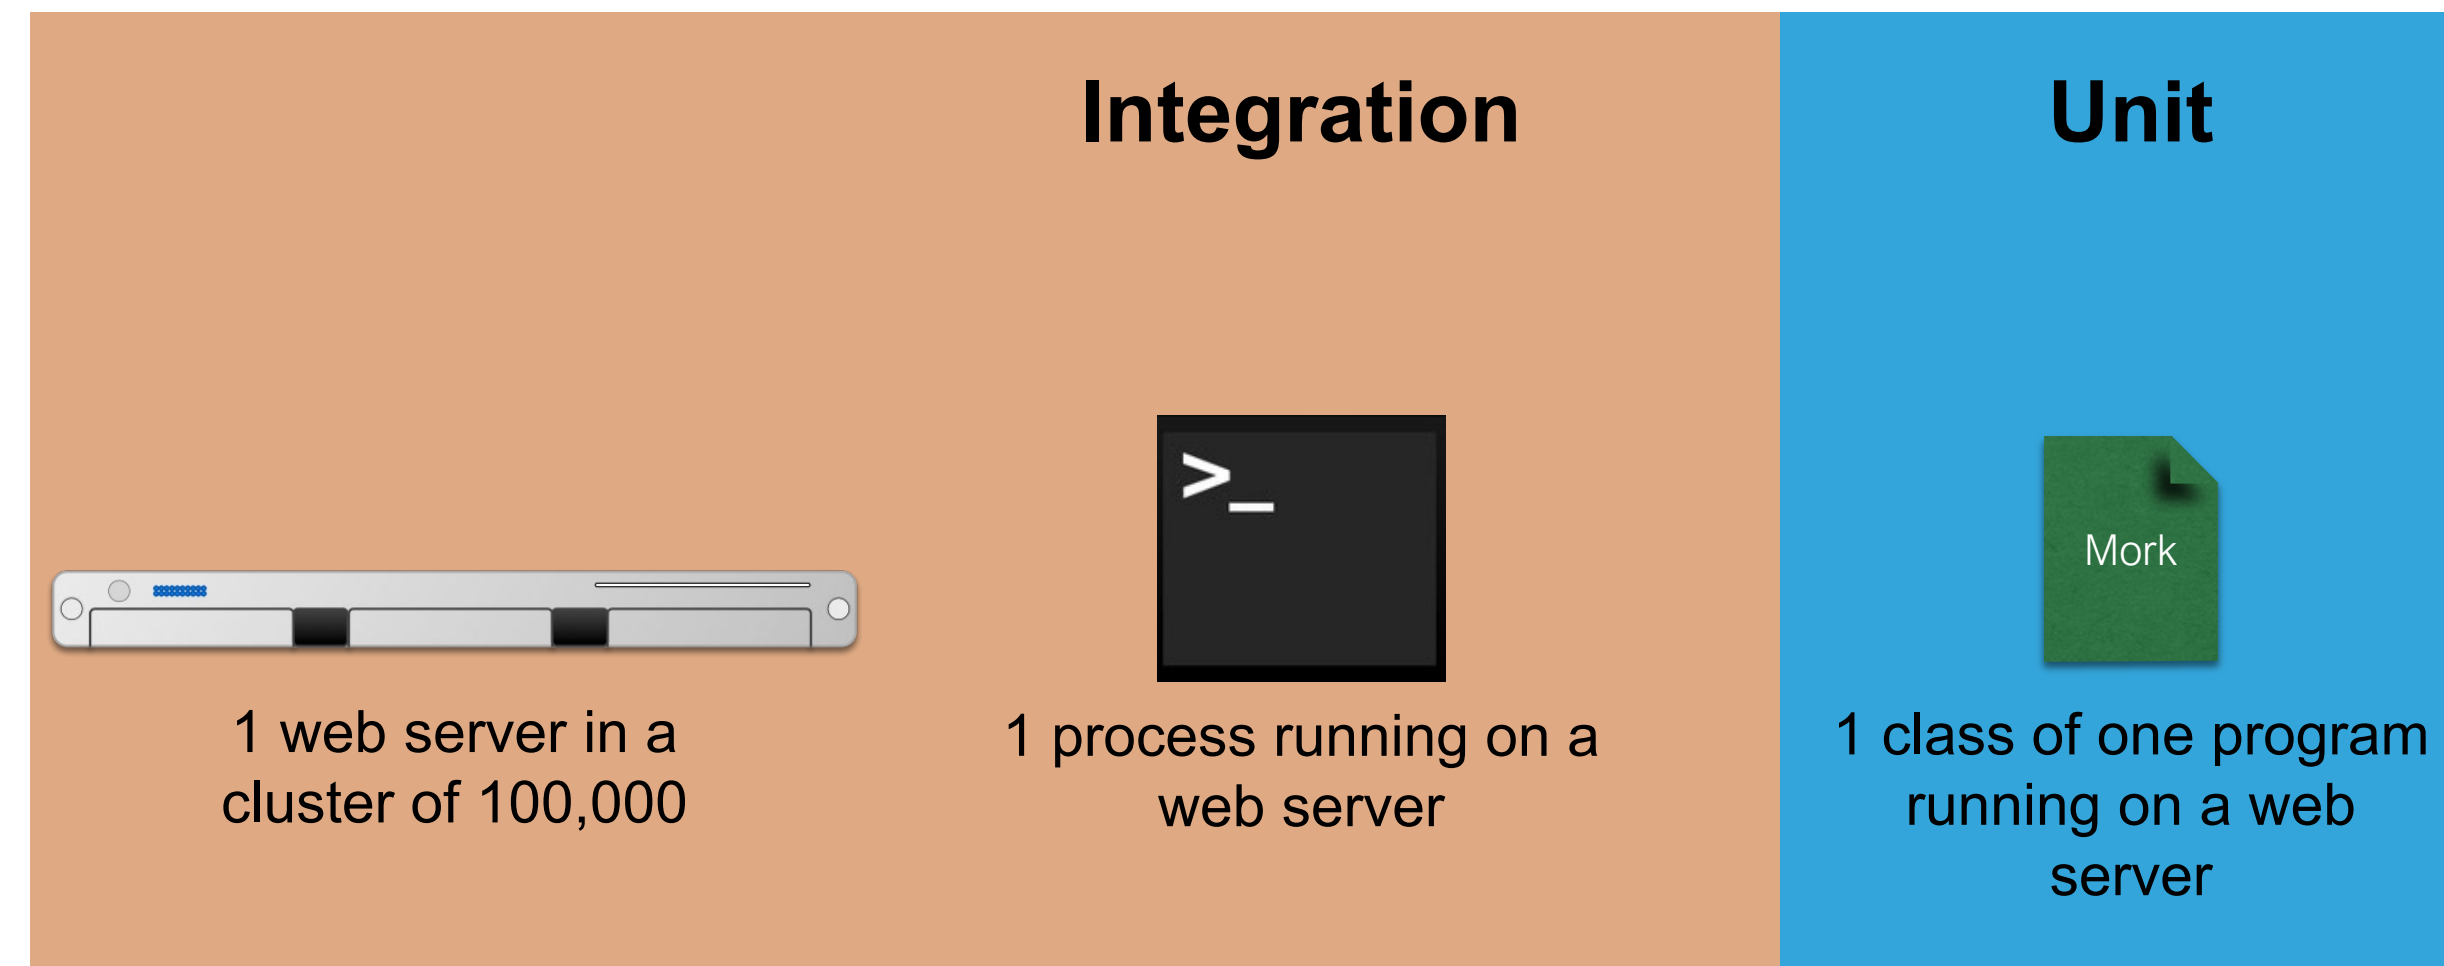 Integration
Unit
>_
Mork
1 web server in a
cluster of 100,000
1 process running on a
web server
1 class of one program
running on a web
server